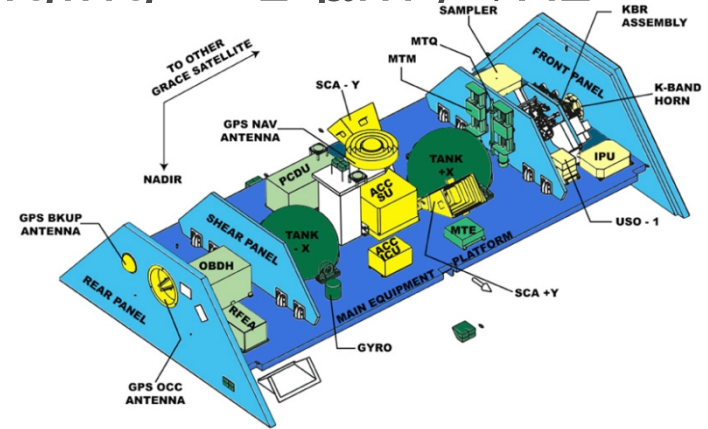 SAMPLER
KBR
ASSEMBLY
MTQ
MTM
FRONT PANEL
K-BAND
HORN
TO OTHER
GRACE SATELLITE
SCA - Y
GPS NAV
ANTENNA
NADIR
PCDU
TANK
+X
IPU
ACC
SU
USO - 1
GPS BKUP
ANTENNA
SHEAR PANEL
TANK
- X
MTE
ACC
ICU
OBDH
MAIN EQUIPMENT PLATFORM
SCA +Y
REAR PANEL
RFEA
GYRO
GPS OCC
ANTENNA